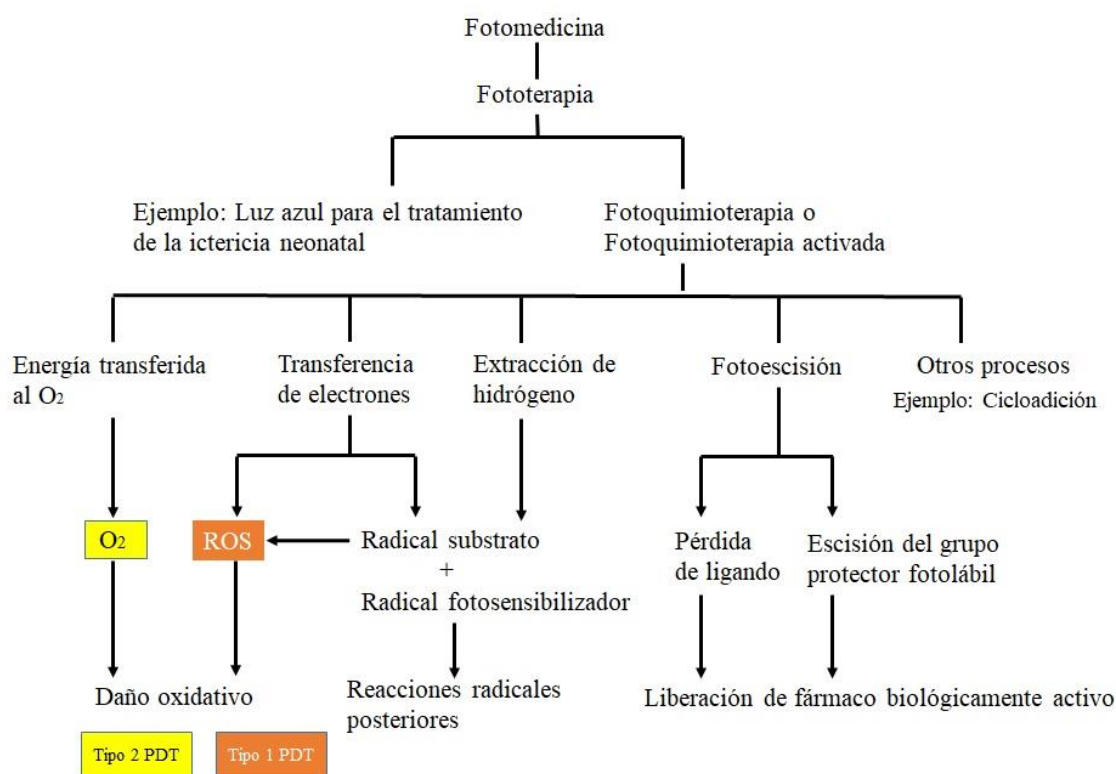 Fotomedicina
Fototerapia
Ejemplo: Luz azul para el tratamiento
de la ictericia neonatal
Fotoquimioterapia o
Fotoquimioterapia activada
Energía transferida
al O₂
Transferencia
de electrones
Extracción de
hidrógeno
Fotoescisión
Otros procesos
Ejemplo: Cicloadición
O₂
ROS
Radical substrato
+
Radical fotosensibilizador
Pérdida
de ligando
Escisión del grupo
protector fotolábil
Daño oxidativo
Reacciones radicales
posteriores
Liberación de fármaco biológicamente activo
Tipo 2 PDT
Tipo 1 PDT